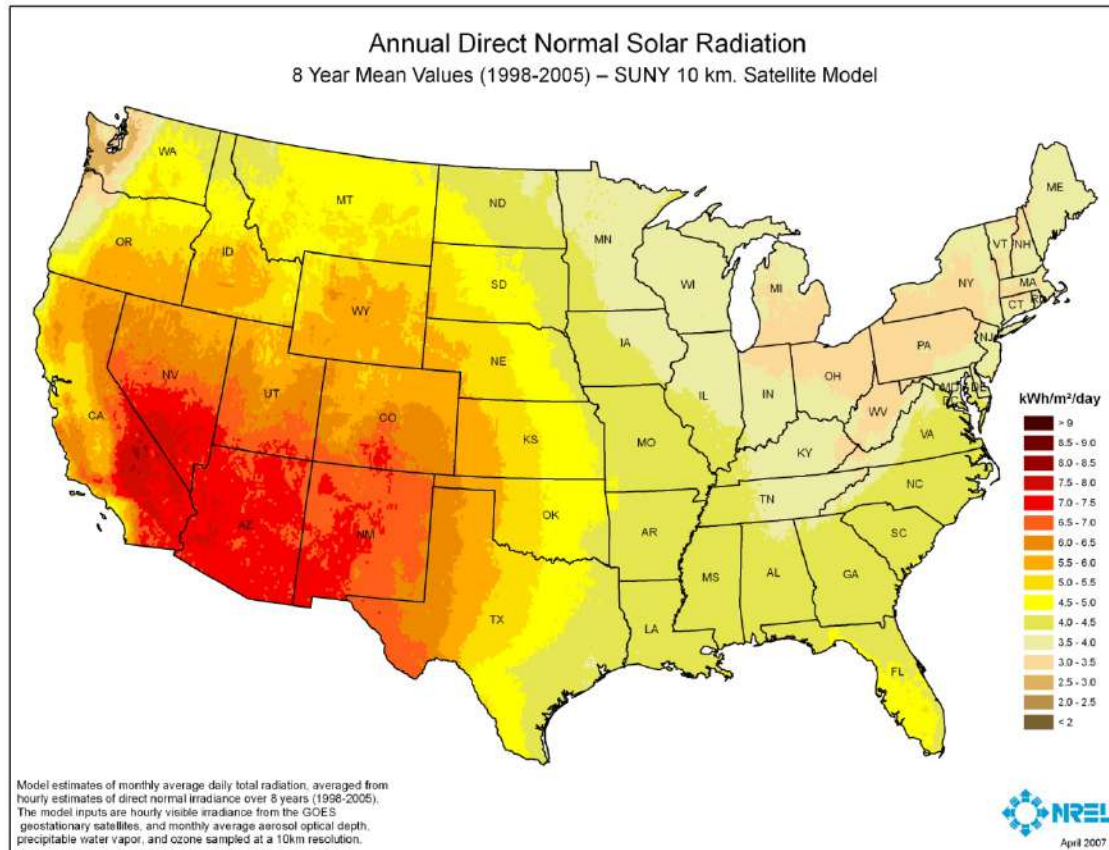 Annual Direct Normal Solar Radiation
8 Year Mean Values (1998-2005) – SUNY 10 km. Satellite Model
WA
MT
ND
MN
ME
OR
ID
SD
WI
VT
NH
WY
MI
NY
MA
CT
RI
NE
IA
PA
NJ
NV
UT
CO
IL
IN
OH
MD
DE
DC
CA
KS
MO
WV
VA
KY
NC
TN
AZ
NM
OK
AR
SC
MS
AL
GA
TX
LA
FL
kWh/m²/day
> 9
8.5 - 9.0
8.0 - 8.5
7.5 - 8.0
7.0 - 7.5
6.5 - 7.0
6.0 - 6.5
5.5 - 6.0
5.0 - 5.5
4.5 - 5.0
4.0 - 4.5
3.5 - 4.0
3.0 - 3.5
2.5 - 3.0
2.0 - 2.5
< 2
Model estimates of monthly average daily total radiation, averaged from
hourly estimates of direct normal irradiance over 8 years (1998-2005).
The model inputs are hourly visible irradiance from the GOES
geostationary satellites, and monthly average aerosol optical depth,
precipitable water vapor, and ozone sampled at a 10km resolution.
NREL
April 2007